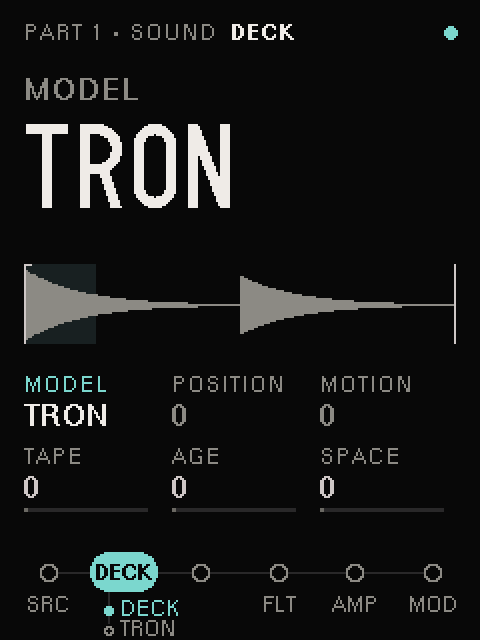 PART 1 · SOUND DECK
MODEL
TRON
MODEL POSITION MOTION
TRON 0 0
TAPE AGE SPACE
0 0 0
DECK
SRC DECK FLT AMP MOD
TRON